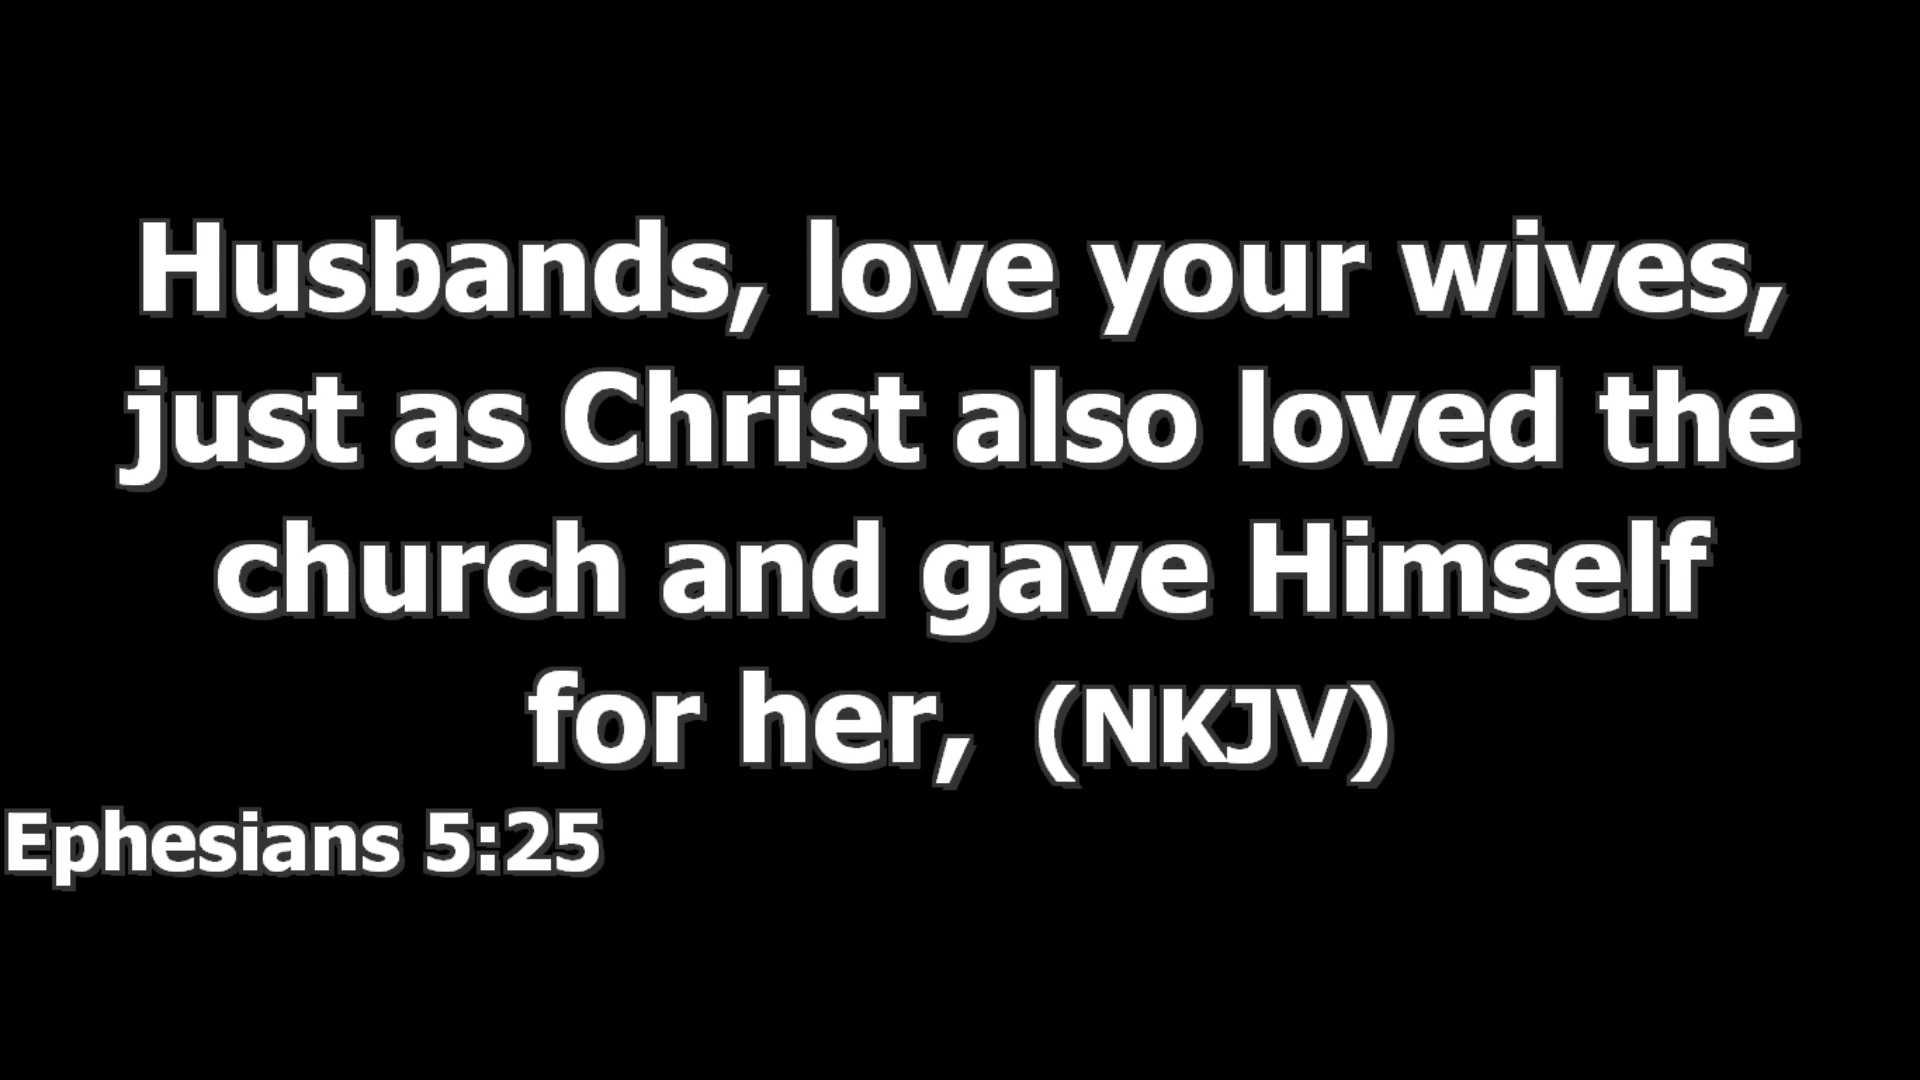 Husbands, love your wives,
just as Christ also loved the
church and gave Himself
for her, (NKJV)
Ephesians 5:25